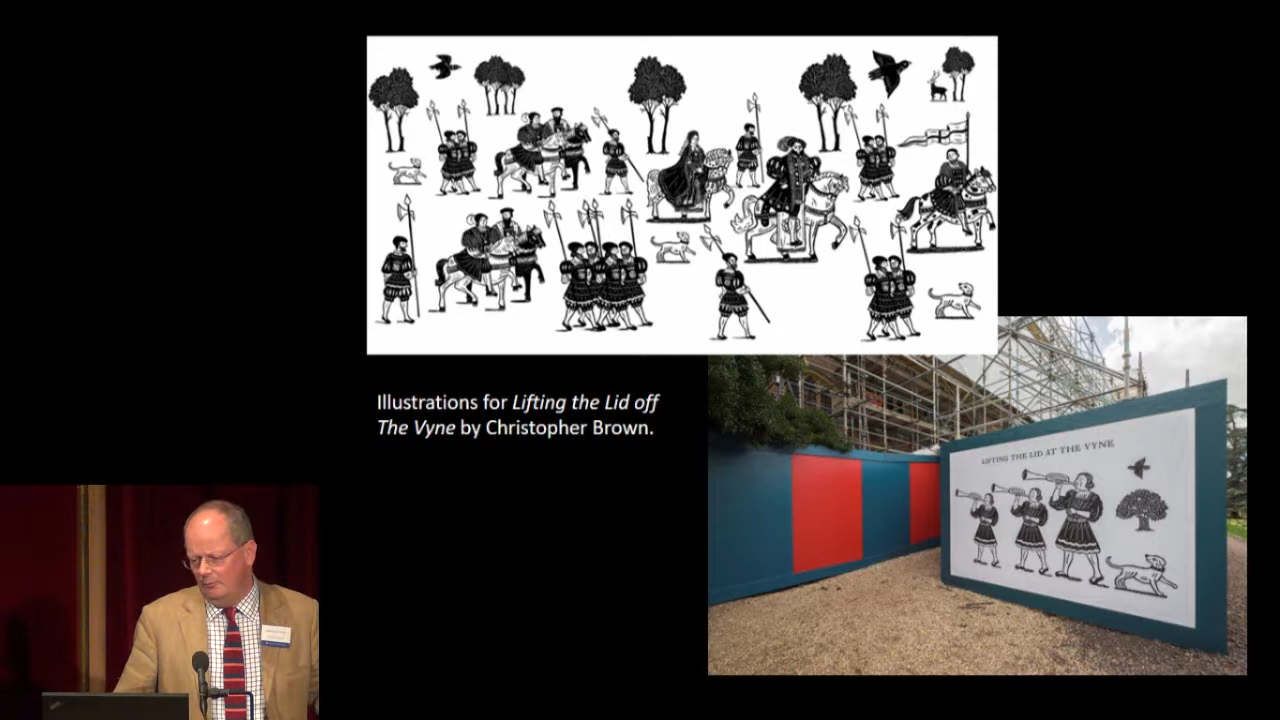 Illustrations for Lifting the Lid off
The Vyne by Christopher Brown.
LIFTING THE LID AT THE VYNE